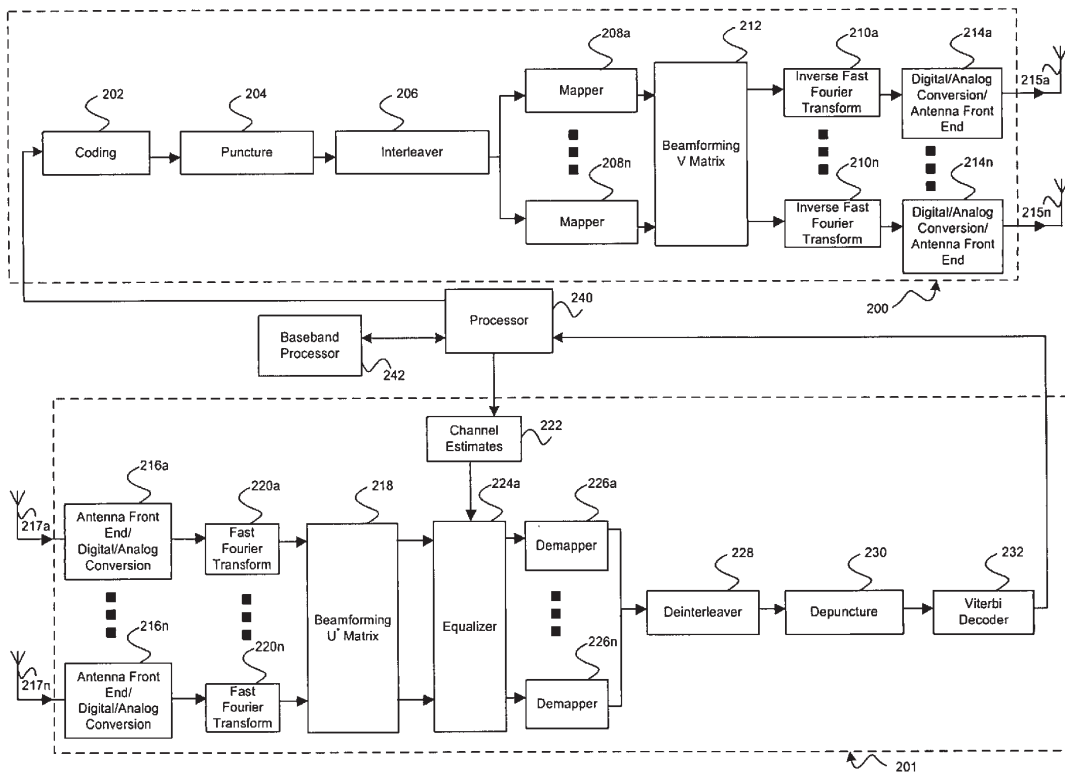 208a
212
210a
214a
202
204
206
215a
Mapper
Inverse Fast
Fourier
Transform
Digital/Analog
Conversion/
Antenna Front
End
Coding
Puncture
Interleaver
Beamforming
V Matrix
208n
210n
214n
215n
Mapper
Inverse Fast
Fourier
Transform
Digital/Analog
Conversion/
Antenna Front
End
200
240
Processor
Baseband
Processor
242
Channel
Estimates
222
216a
220a
218
224a
226a
217a
Antenna Front
End/
Digital/Analog
Conversion
Fast
Fourier
Transform
Demapper
228
230
232
Beamforming
U* Matrix
Equalizer
Deinterleaver
Depuncture
Viterbi
Decoder
216n
220n
226n
217n
Antenna Front
End/
Digital/Analog
Conversion
Fast
Fourier
Transform
Demapper
201